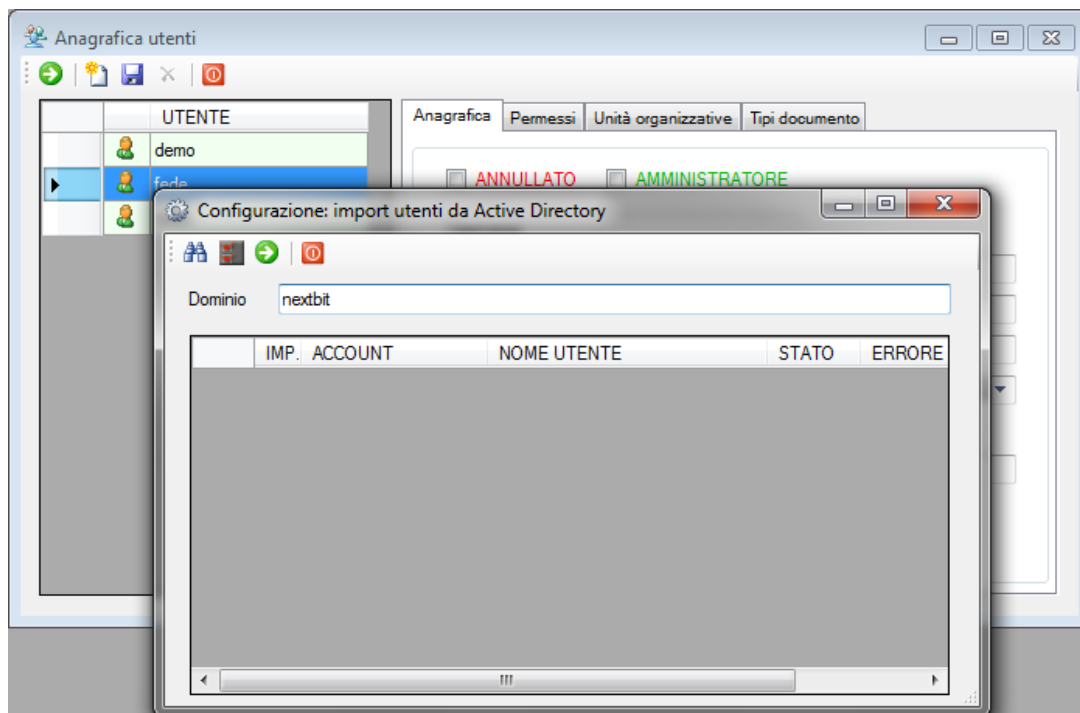 Anagrafica utenti
UTENTE
demo
fede
Anagrafica Permessi Unità organizzative Tipi documento
ANNULLATO AMMINISTRATORE
Configurazione: import utenti da Active Directory
Dominio nextbit
IMP. ACCOUNT NOME UTENTE STATO ERRORE